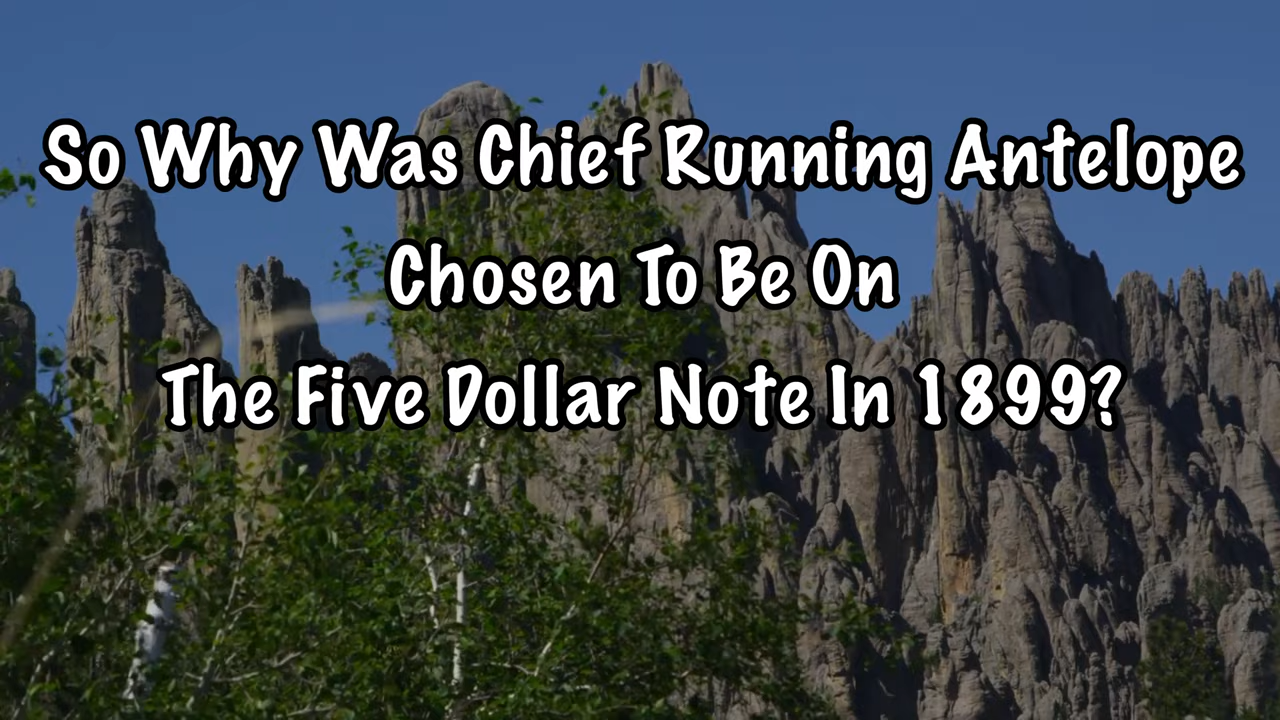 So Why Was Chief Running Antelope
Chosen To Be On
The Five Dollar Note In 1899?